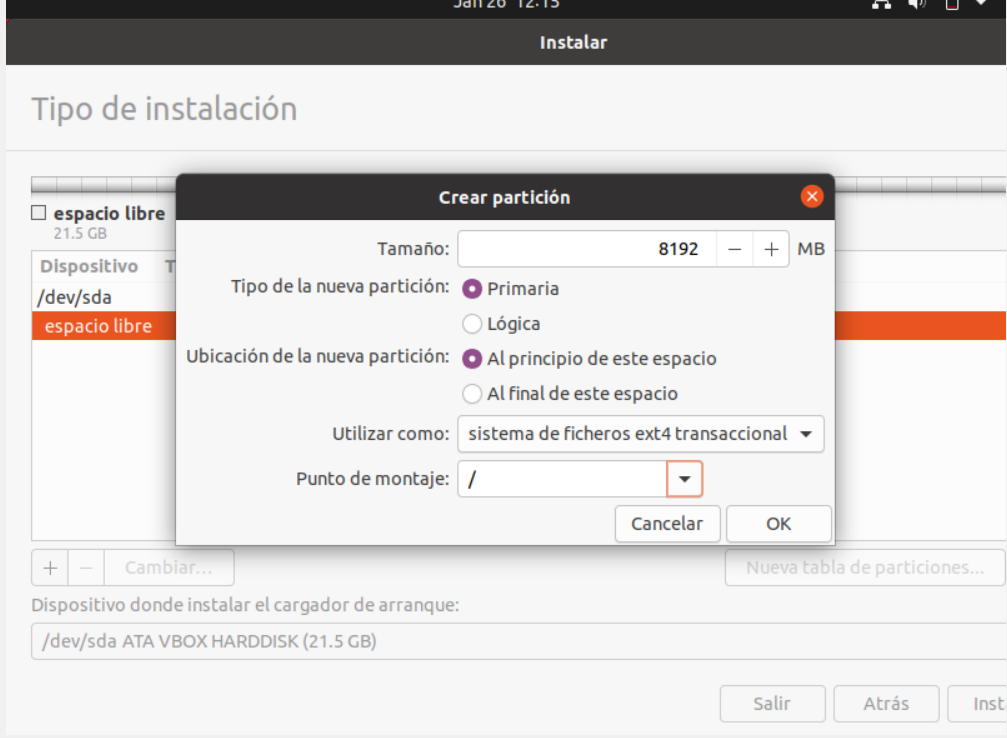 Jan 26 12:15
Instalar
Tipo de instalación
Crear partición
espacio libre
21.5 GB
Tamaño: 8192 − + MB
Dispositivo T
Tipo de la nueva partición: Primaria
/dev/sda
Lógica
espacio libre
Ubicación de la nueva partición: Al principio de este espacio
Al final de este espacio
Utilizar como: sistema de ficheros ext4 transaccional
Punto de montaje: /
Cancelar OK
+ − Cambiar... Nueva tabla de particiones...
Dispositivo donde instalar el cargador de arranque:
/dev/sda ATA VBOX HARDDISK (21.5 GB)
Salir Atrás Inst